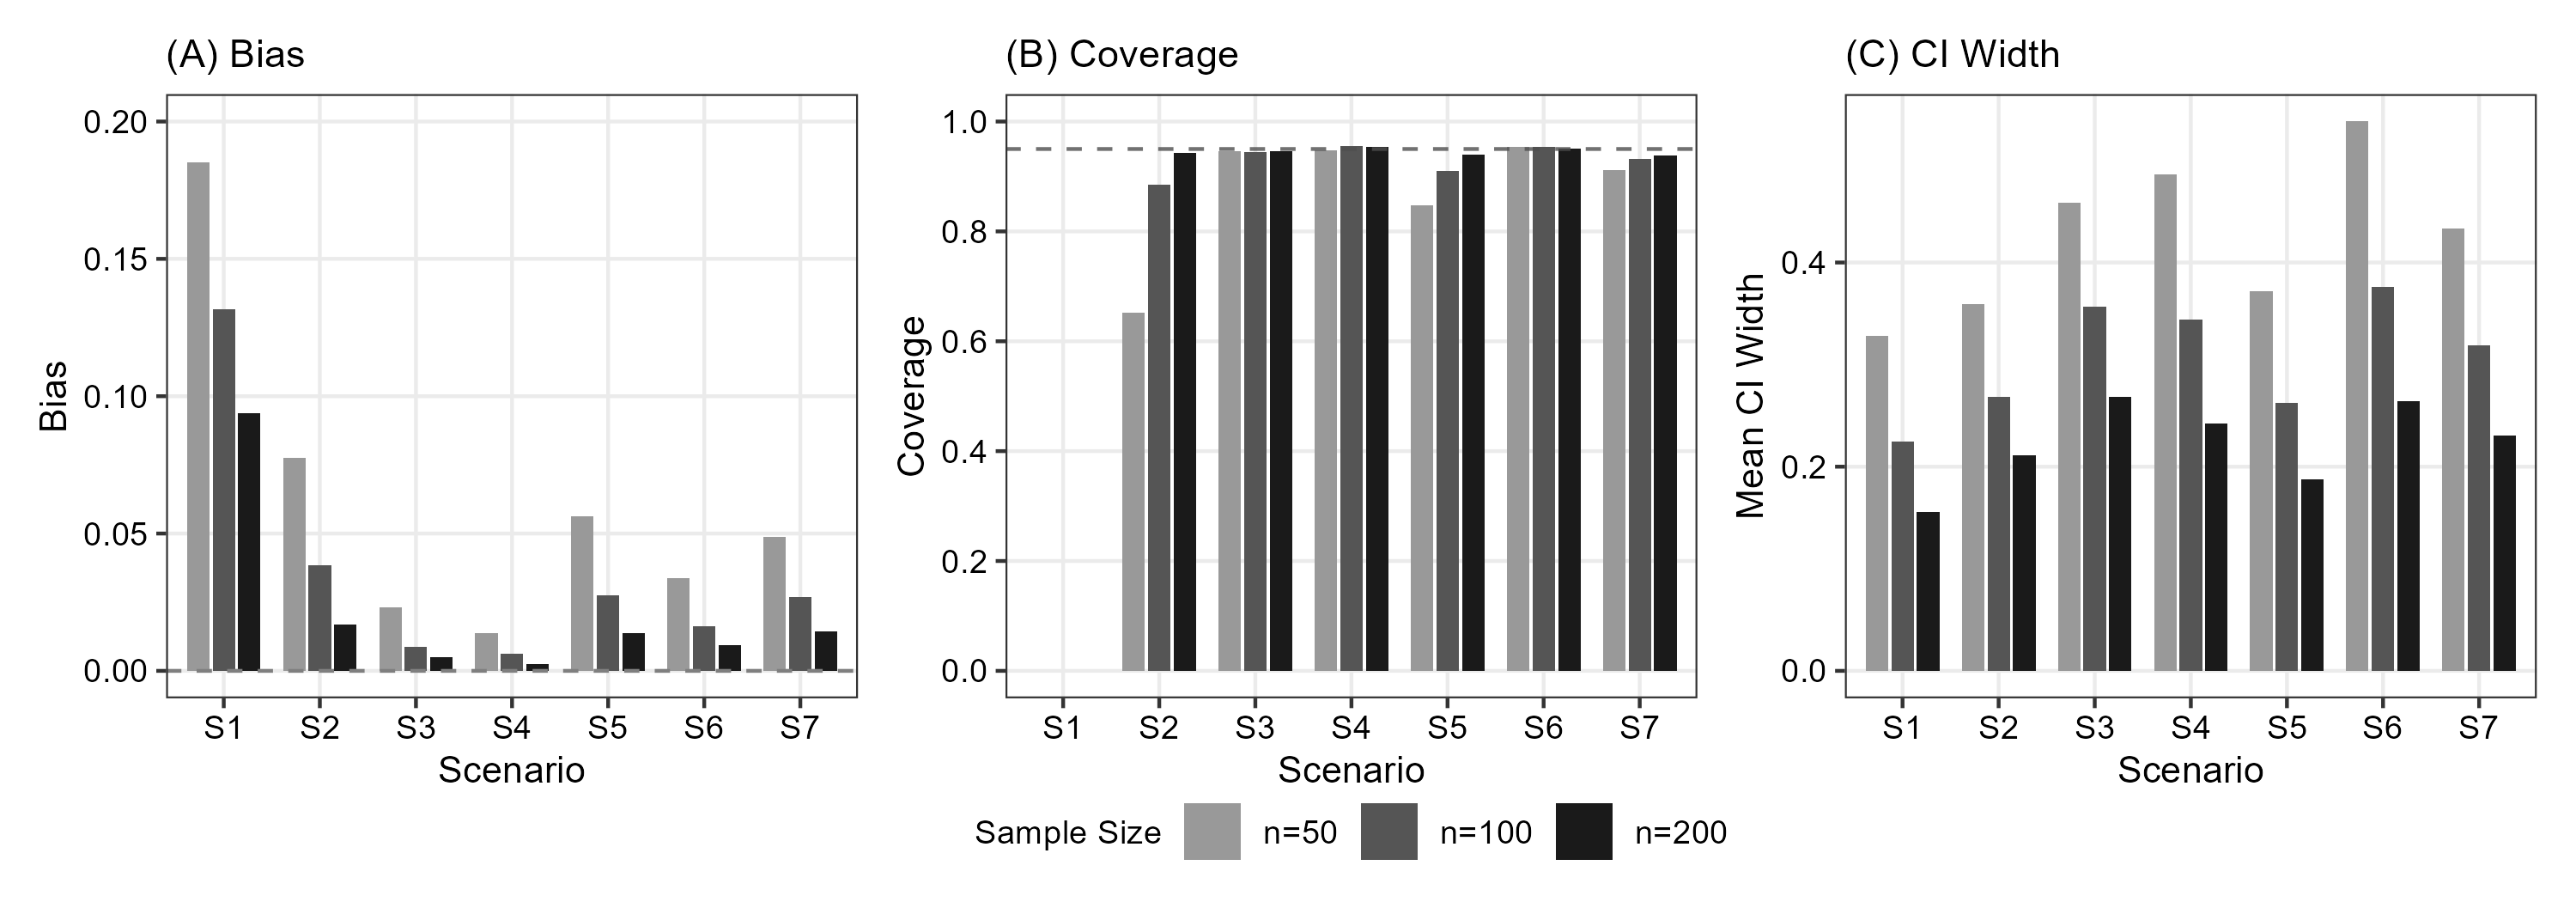 (A) Bias
(B) Coverage
(C) CI Width
Bias
0.20
0.15
0.10
0.05
0.00
S1 S2 S3 S4 S5 S6 S7
Scenario
Coverage
1.0
0.8
0.6
0.4
0.2
0.0
S1 S2 S3 S4 S5 S6 S7
Scenario
Mean CI Width
0.4
0.2
0.0
S1 S2 S3 S4 S5 S6 S7
Scenario
Sample Size n=50 n=100 n=200